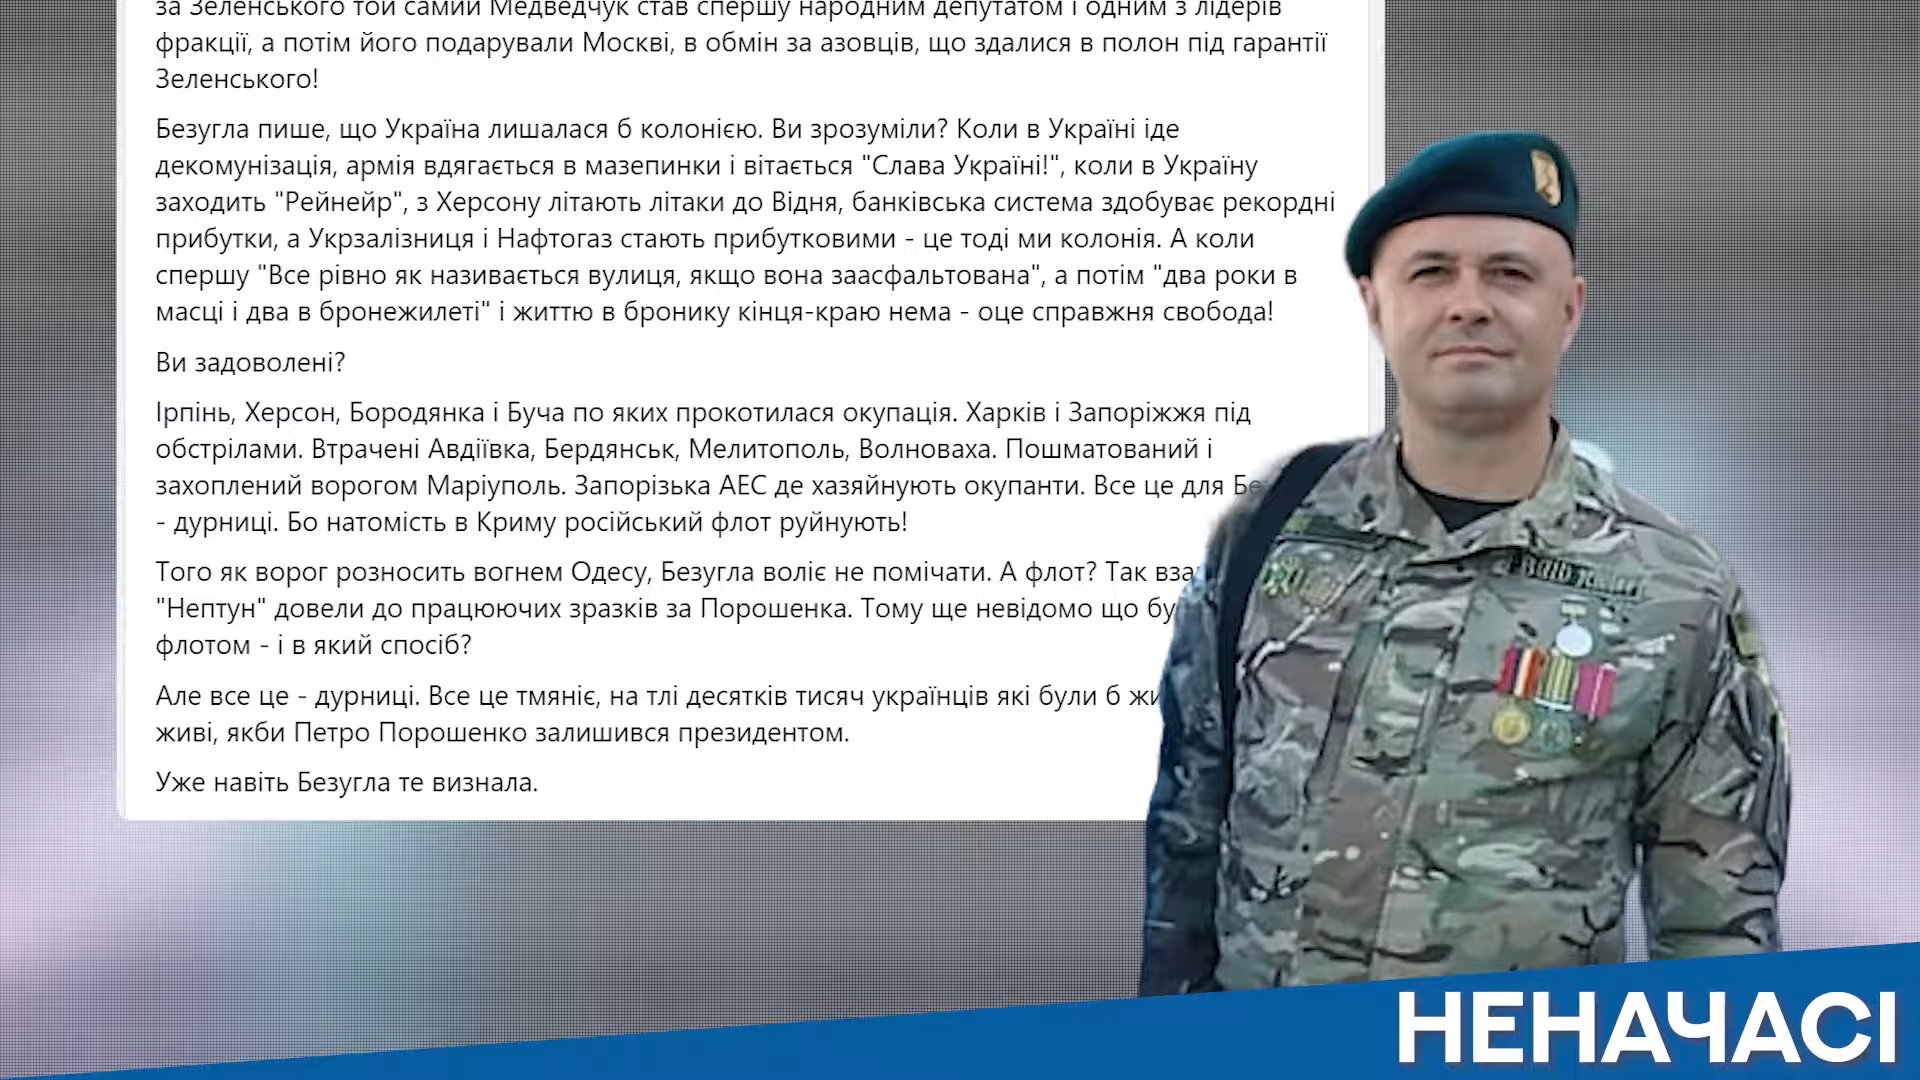 за Зеленського той самий Медведчук став спершу народним депутатом і одним з лідерів
фракції, а потім його подарували Москві, в обмін за азовців, що здалися в полон під гарантії
Зеленського!
Безугла пише, що Україна лишалася б колонією. Ви зрозуміли? Коли в Україні іде
декомунізація, армія вдягається в мазепинки і вітається "Слава Україні!", коли в Україну
заходить "Рейнейр", з Херсону літають літаки до Відня, банківська система здобуває рекордні
прибутки, а Укрзалізниця і Нафтогаз стають прибутковими - це тоді ми колонія. А коли
спершу "Все рівно як називається вулиця, якщо вона заасфальтована", а потім "два роки в
масці і два в бронежилеті" і життю в бронику кінця-краю нема - оце справжня свобода!
Ви задоволені?
Ірпінь, Херсон, Бородянка і Буча по яких прокотилася окупація. Харків і Запоріжжя під
обстрілами. Втрачені Авдіївка, Бердянськ, Мелитополь, Волноваха. Пошматований і
захоплений ворогом Маріуполь. Запорізька АЕС де хазяйнують окупанти. Все це для
- дурниці. Бо натомість в Криму російський флот руйнують!
Того як ворог розносить вогнем Одесу, Безугла воліє не помічати. А флот? Так
"Нептун" довели до працюючих зразків за Порошенка. Тому ще невідомо що
флотом - і в який спосіб?
Але все це - дурниці. Все це тмяніє, на тлі десятків тисяч українців які були б
живі, якби Петро Порошенко залишився президентом.
Уже навіть Безугла те визнала.
НЕНАЧАСІ